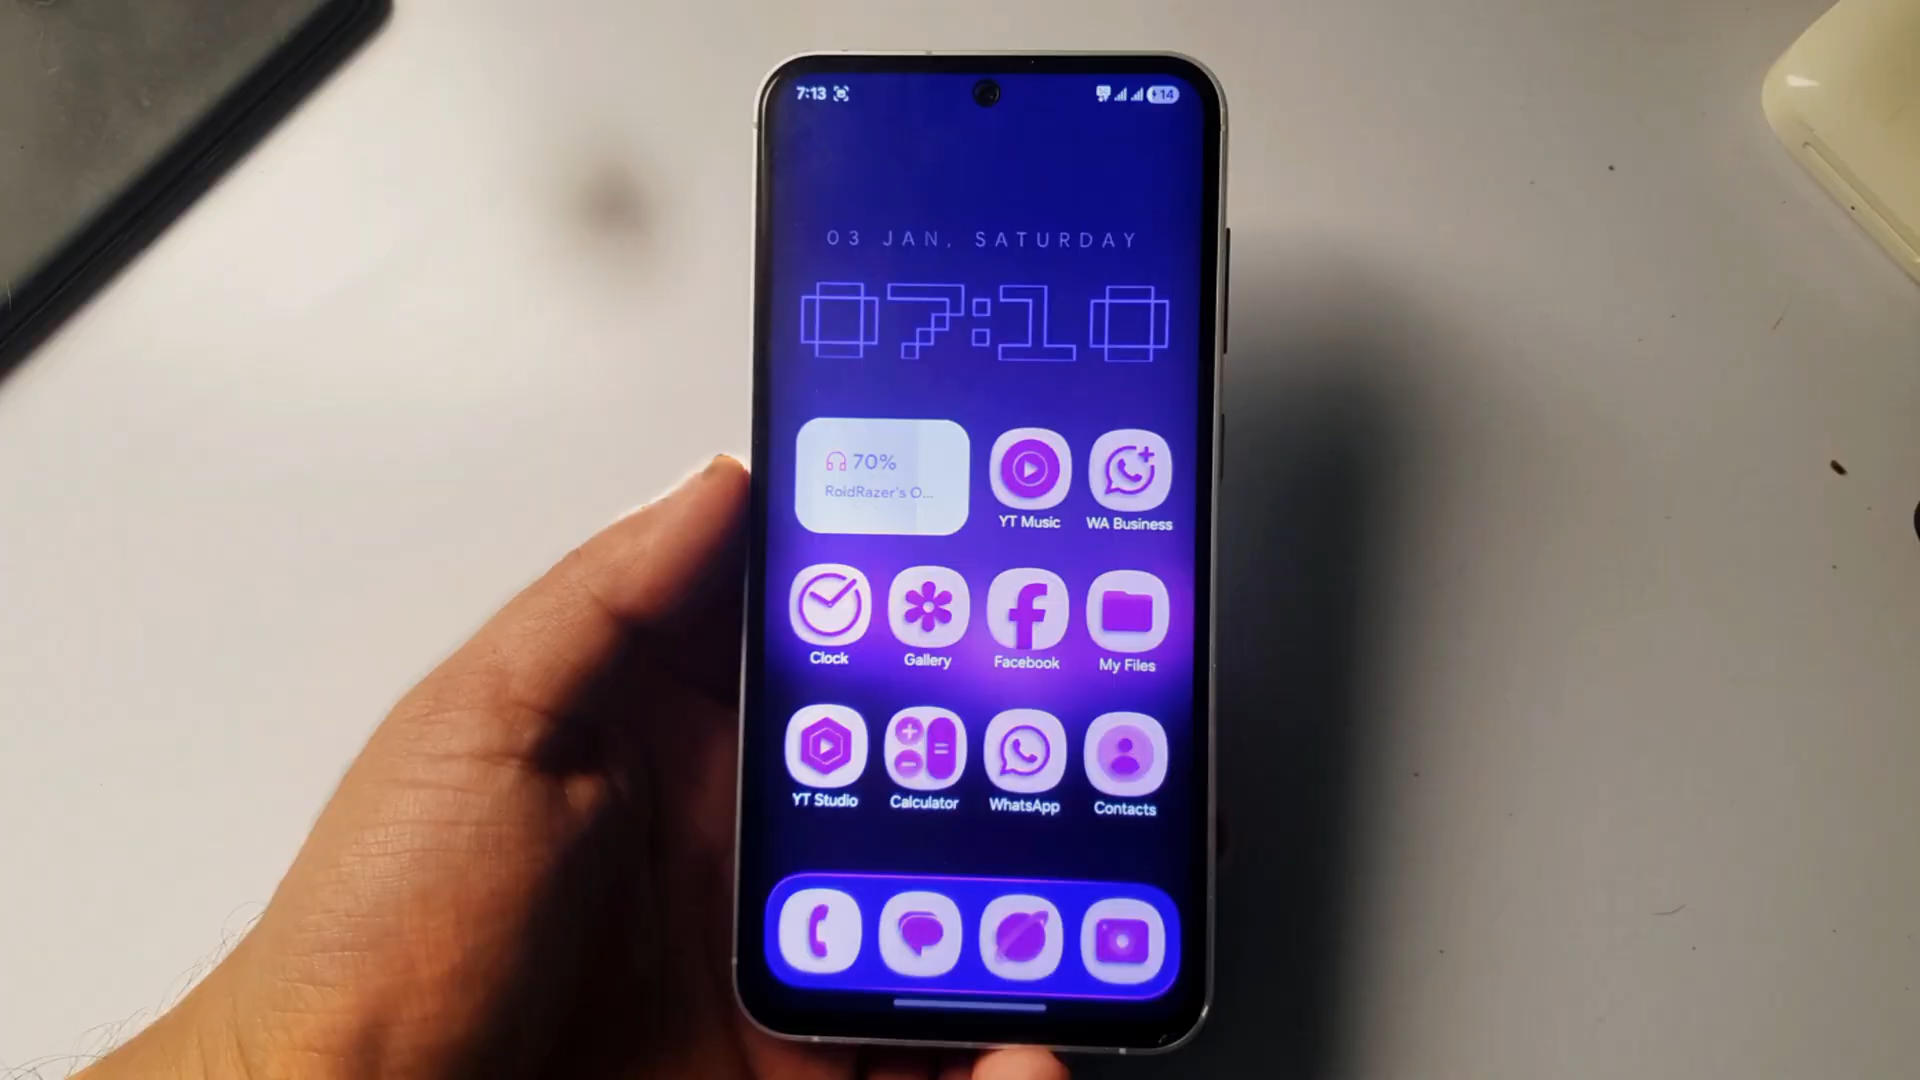 7:13
14
03 JAN, SATURDAY
07:10
70%
RoidRazer's O...
YT Music
WA Business
Clock
Gallery
Facebook
My Files
YT Studio
Calculator
WhatsApp
Contacts